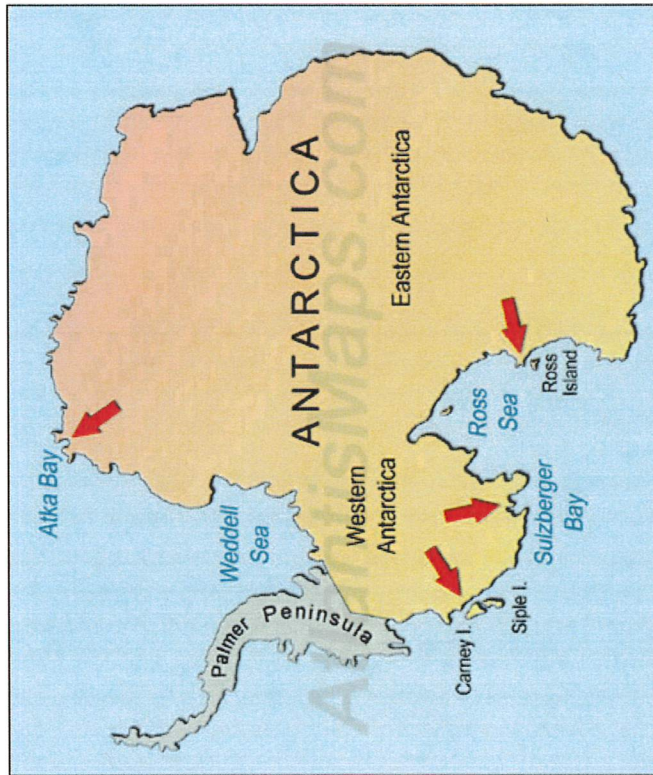 Atka Bay
Weddell
Sea
Palmer Peninsula
ANTARCTICA
Eastern Antarctica
Western
Antarctica
Ross
Sea
Ross
Island
Sulzberger
Bay
Carney I.
Siple I.
AtlantisMaps.com